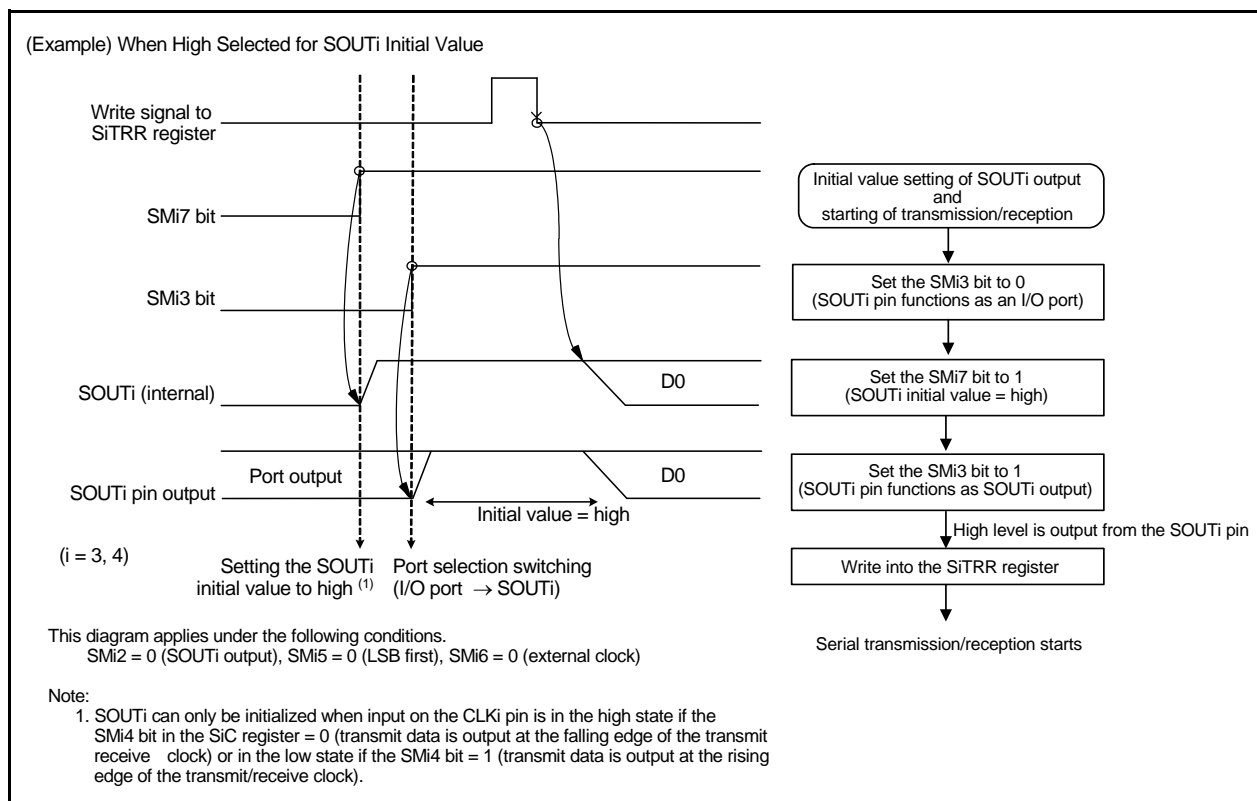 (Example) When High Selected for SOUTi Initial Value
Write signal to
SiTRR register
SMi7 bit
SMi3 bit
SOUTi (internal)
D0
SOUTi pin output
Port output
D0
Initial value = high
(i = 3, 4)
Setting the SOUTi
initial value to high (1)
Port selection switching
(I/O port → SOUTi)
Initial value setting of SOUTi output
and
starting of transmission/reception
Set the SMi3 bit to 0
(SOUTi pin functions as an I/O port)
Set the SMi7 bit to 1
(SOUTi initial value = high)
Set the SMi3 bit to 1
(SOUTi pin functions as SOUTi output)
High level is output from the SOUTi pin
Write into the SiTRR register
Serial transmission/reception starts
This diagram applies under the following conditions.
SMi2 = 0 (SOUTi output), SMi5 = 0 (LSB first), SMi6 = 0 (external clock)
Note:
1. SOUTi can only be initialized when input on the CLKi pin is in the high state if the
SMi4 bit in the SiC register = 0 (transmit data is output at the falling edge of the transmit
receive clock) or in the low state if the SMi4 bit = 1 (transmit data is output at the rising
edge of the transmit/receive clock).